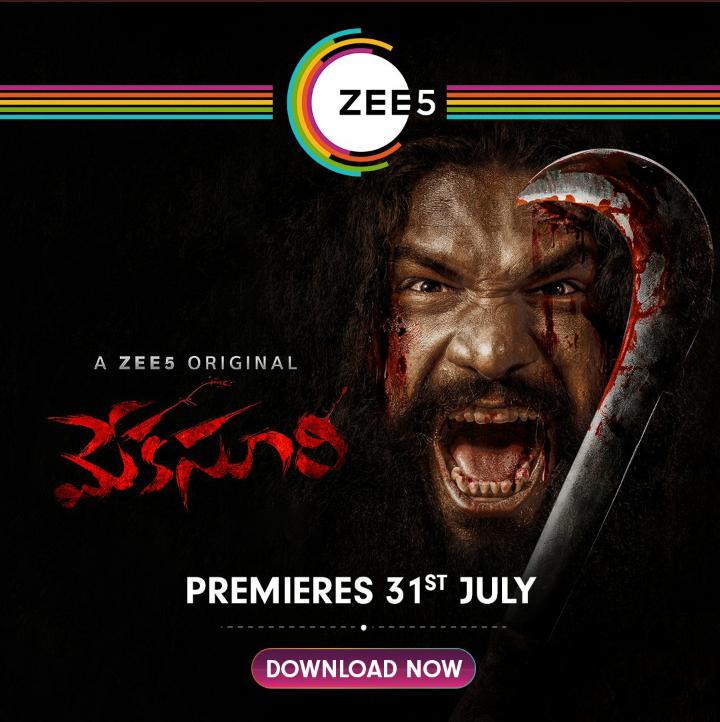 ZEE5
A ZEE5 ORIGINAL
మేకసూరి
PREMIERES 31ST JULY
DOWNLOAD NOW